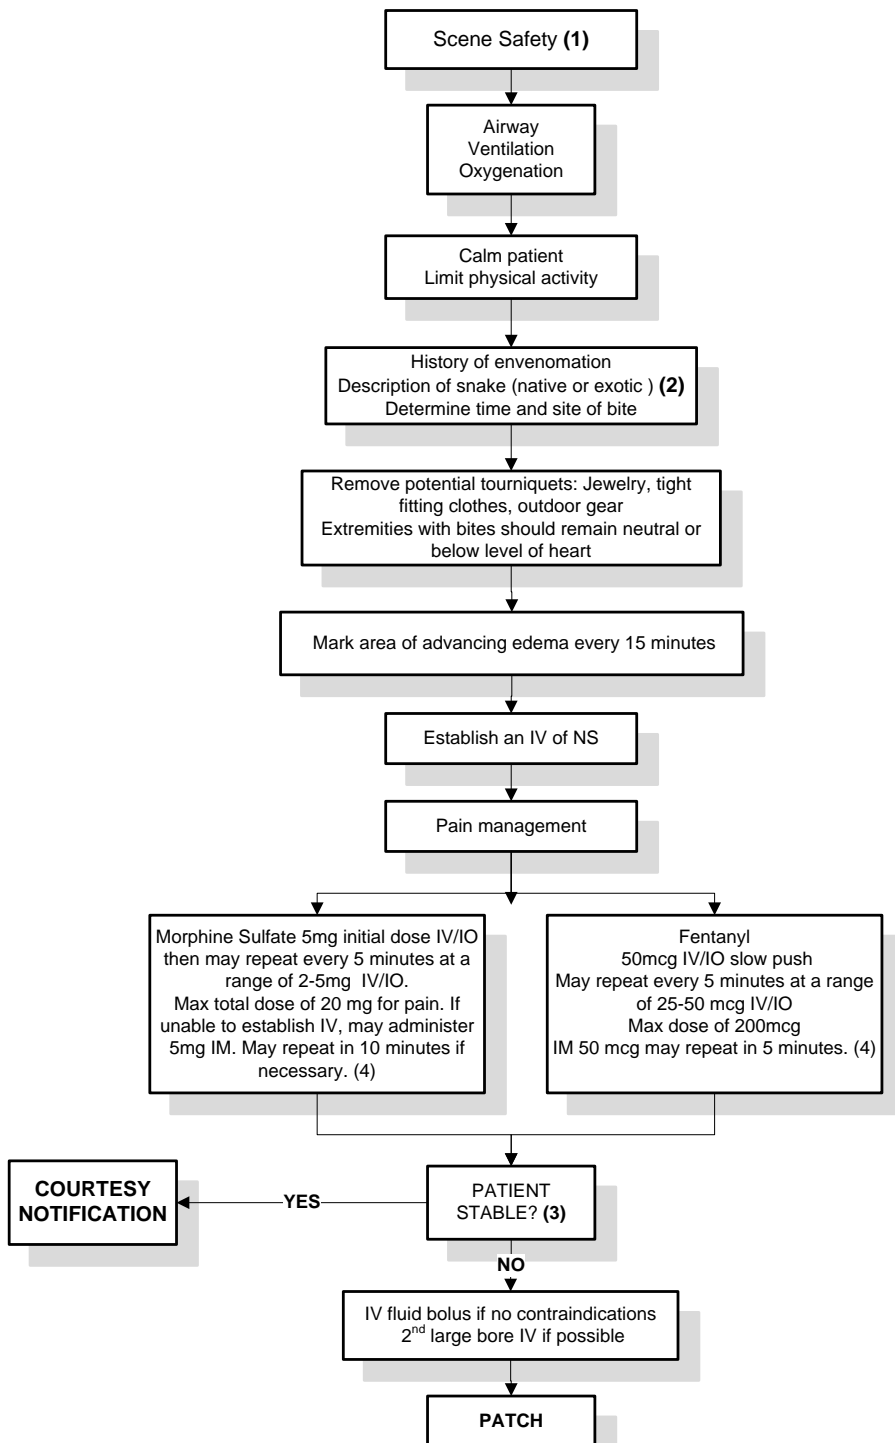 Scene Safety (1)
Airway
Ventilation
Oxygenation
Calm patient
Limit physical activity
History of envenomation
Description of snake (native or exotic ) (2)
Determine time and site of bite
Remove potential tourniquets: Jewelry, tight
fitting clothes, outdoor gear
Extremities with bites should remain neutral or
below level of heart
Mark area of advancing edema every 15 minutes
Establish an IV of NS
Pain management
Morphine Sulfate 5mg initial dose IV/IO
then may repeat every 5 minutes at a
range of 2-5mg IV/IO.
Max total dose of 20 mg for pain. If
unable to establish IV, may administer
5mg IM. May repeat in 10 minutes if
necessary. (4)
Fentanyl
50mcg IV/IO slow push
May repeat every 5 minutes at a range
of 25-50 mcg IV/IO
Max dose of 200mcg
IM 50 mcg may repeat in 5 minutes. (4)
COURTESY
NOTIFICATION
YES
PATIENT
STABLE? (3)
NO
IV fluid bolus if no contraindications
2nd large bore IV if possible
PATCH